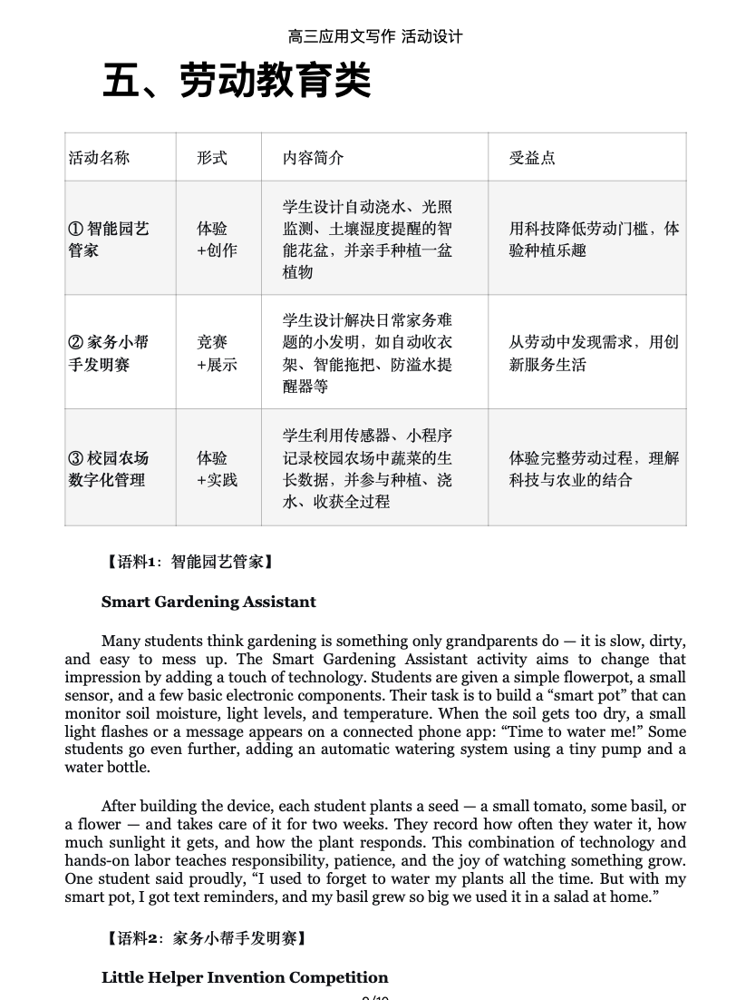 高三应用文写作 活动设计
五、劳动教育类
活动名称
形式
内容简介
受益点
① 智能园艺
管家
体验
+创作
学生设计自动浇水、光照
监测、土壤湿度提醒的智
能花盆，并亲手种植一盆
植物
用科技降低劳动门槛，体
验种植乐趣
② 家务小帮
手发明赛
竞赛
+展示
学生设计解决日常家务难
题的小发明，如自动收衣
架、智能拖把、防溢水提
醒器等
从劳动中发现需求，用创
新服务生活
③ 校园农场
数字化管理
体验
+实践
学生利用传感器、小程序
记录校园农场中蔬菜的生
长数据，并参与种植、浇
水、收获全过程
体验完整劳动过程，理解
科技与农业的结合
【语料1：智能园艺管家】
Smart Gardening Assistant
Many students think gardening is something only grandparents do — it is slow, dirty,
and easy to mess up. The Smart Gardening Assistant activity aims to change that
impression by adding a touch of technology. Students are given a simple flowerpot, a small
sensor, and a few basic electronic components. Their task is to build a “smart pot” that can
monitor soil moisture, light levels, and temperature. When the soil gets too dry, a small
light flashes or a message appears on a connected phone app: “Time to water me!” Some
students go even further, adding an automatic watering system using a tiny pump and a
water bottle.
After building the device, each student plants a seed — a small tomato, some basil, or
a flower — and takes care of it for two weeks. They record how often they water it, how
much sunlight it gets, and how the plant responds. This combination of technology and
hands-on labor teaches responsibility, patience, and the joy of watching something grow.
One student said proudly, “I used to forget to water my plants all the time. But with my
smart pot, I got text reminders, and my basil grew so big we used it in a salad at home.”
【语料2：家务小帮手发明赛】
Little Helper Invention Competition